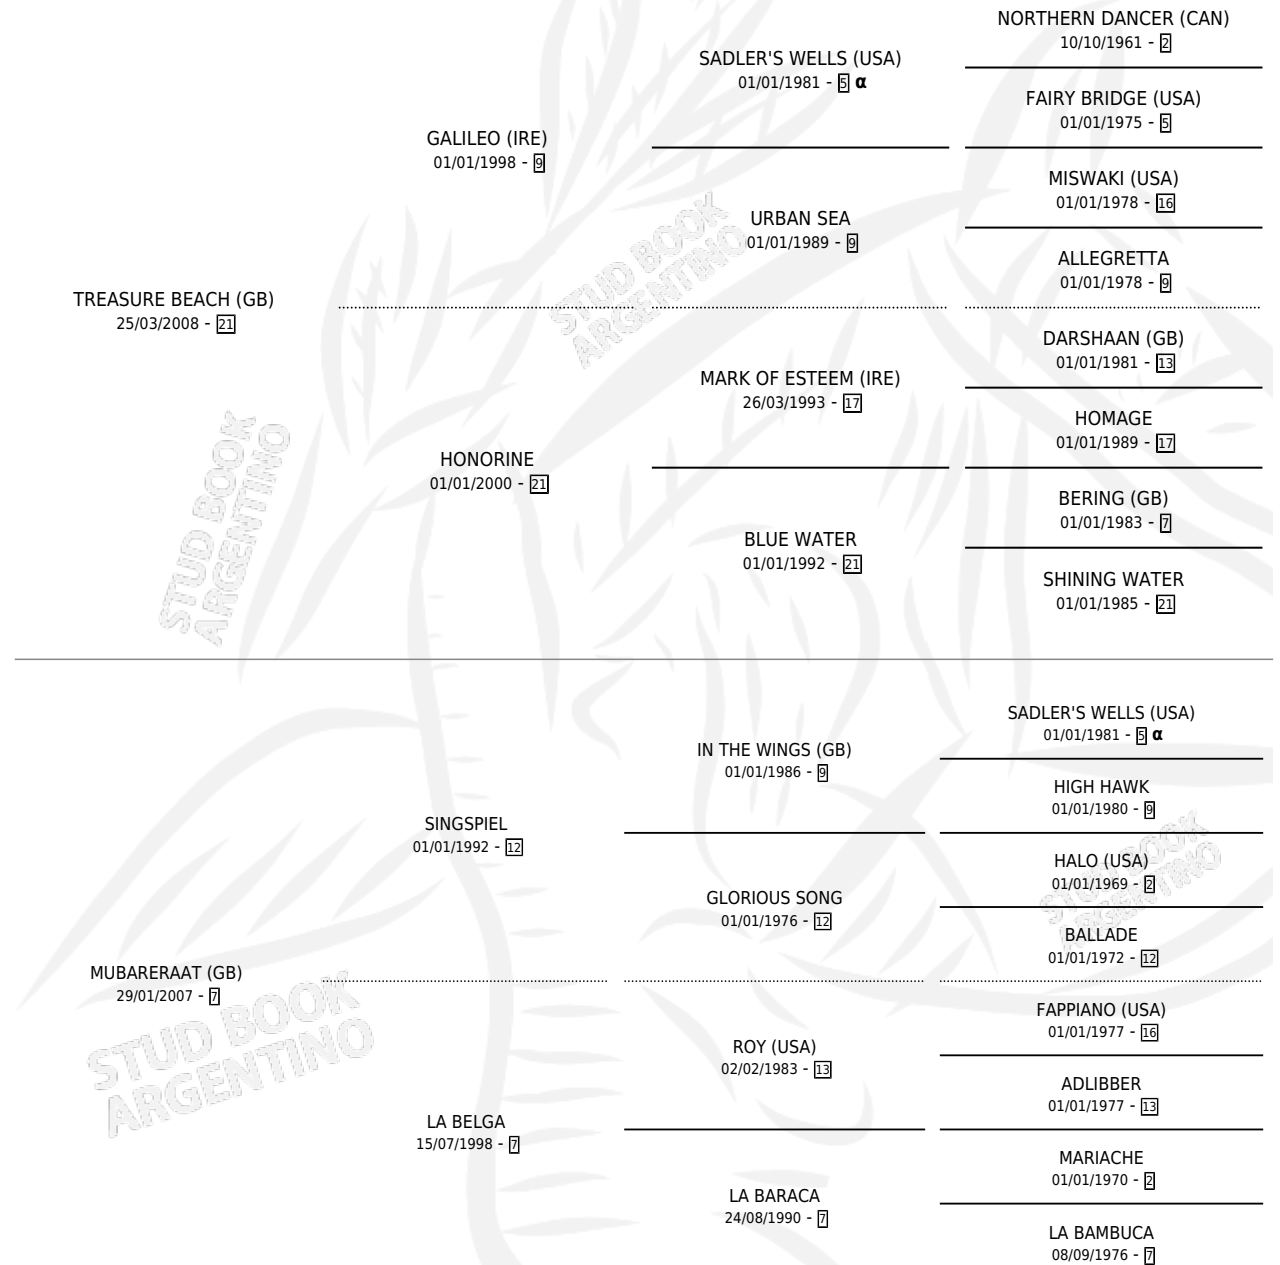 NORTHERN DANCER (CAN)
10/10/1961 - 2
SADLER'S WELLS (USA)
01/01/1981 - 5 α
FAIRY BRIDGE (USA)
01/01/1975 - 5
GALILEO (IRE)
01/01/1998 - 9
MISWAKI (USA)
01/01/1978 - 16
URBAN SEA
01/01/1989 - 9
ALLEGRETTA
01/01/1978 - 9
TREASURE BEACH (GB)
25/03/2008 - 21
STUD BOOK
ARGENTINO
DARSHAAN (GB)
01/01/1981 - 13
MARK OF ESTEEM (IRE)
26/03/1993 - 17
HOMAGE
01/01/1989 - 17
HONORINE
01/01/2000 - 21
BERING (GB)
01/01/1983 - 7
BLUE WATER
01/01/1992 - 21
SHINING WATER
01/01/1985 - 21
STUD BOOK
ARGENTINO
SADLER'S WELLS (USA)
01/01/1981 - 5 α
IN THE WINGS (GB)
01/01/1986 - 9
HIGH HAWK
01/01/1980 - 9
SINGSPIEL
01/01/1992 - 12
HALO (USA)
01/01/1969 - 2
GLORIOUS SONG
01/01/1976 - 12
BALLADE
01/01/1972 - 12
STUD BOOK
ARGENTINO
MUBARERAAT (GB)
29/01/2007 - 7
FAPPIANO (USA)
01/01/1977 - 16
ROY (USA)
02/02/1983 - 13
ADLIBBER
01/01/1977 - 13
LA BELGA
15/07/1998 - 7
MARIACHE
01/01/1970 - 2
LA BARACA
24/08/1990 - 7
LA BAMBUCA
08/09/1976 - 7
STUD BOOK
ARGENTINO